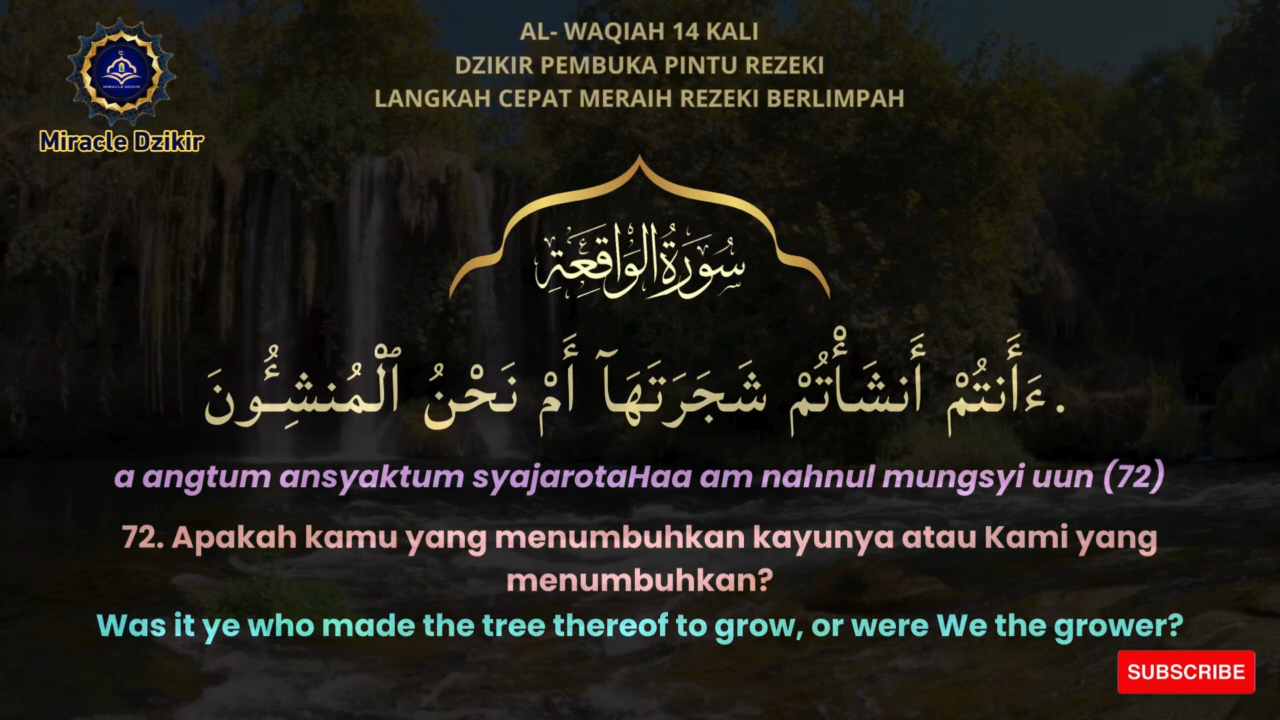 AL- WAQIAH 14 KALI
DZIKIR PEMBUKA PINTU REZEKI
LANGKAH CEPAT MERAIH REZEKI BERLIMPAH
MIRACLE DZIKIR
Miracle Dzikir
سُورَةُ الوَاقِعَةِ
ءَأَنتُمْ أَنشَأْتُمْ شَجَرَتَهَآ أَمْ نَحْنُ ٱلْمُنشِـُٔونَ.
a angtum ansyaktum syajarotaHaa am nahnul mungsyi uun (72)
72. Apakah kamu yang menumbuhkan kayunya atau Kami yang
menumbuhkan?
Was it ye who made the tree thereof to grow, or were We the grower?
SUBSCRIBE